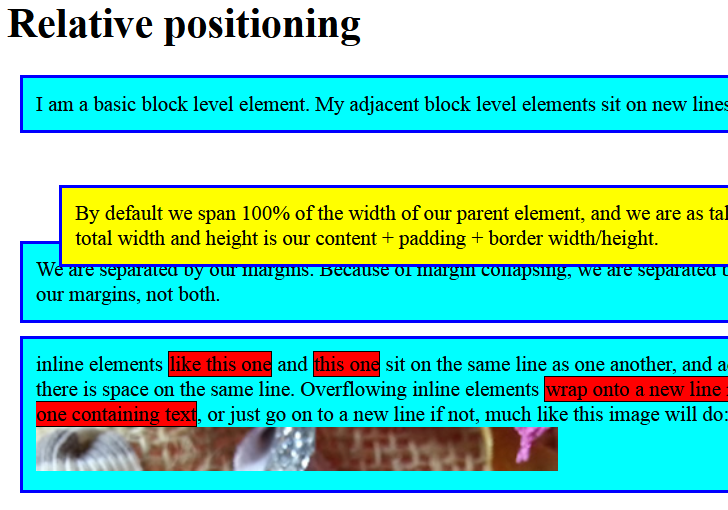 Relative positioning
I am a basic block level element. My adjacent block level elements sit on new lines
By default we span 100% of the width of our parent element, and we are as
total width and height is our content + padding + border width/height.
We are separated by our margins. Because of margin collapsing, we are separated
our margins, not both.
inline elements like this one and this one sit on the same line as one another, and
there is space on the same line. Overflowing inline elements wrap onto a new line
one containing text, or just go on to a new line if not, much like this image will do: